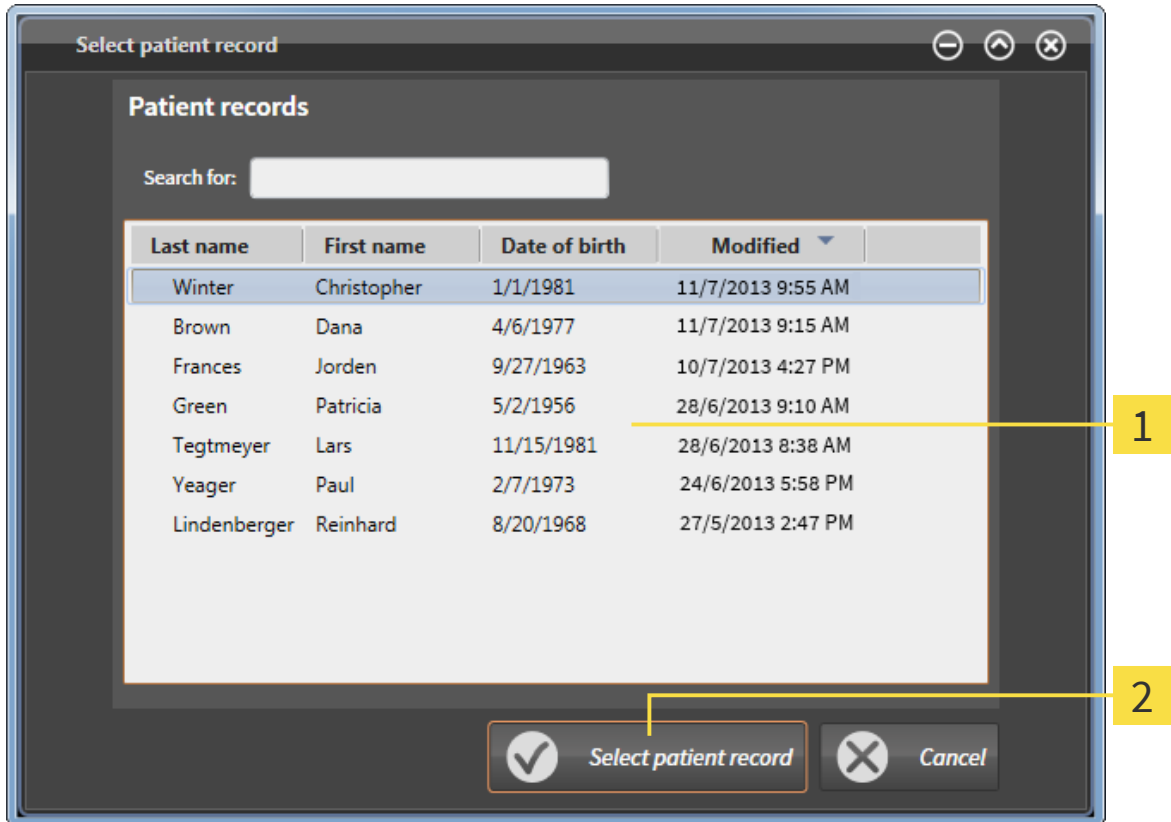 Select patient record
Patient records
Search for:
Last name First name Date of birth Modified
Winter Christopher 1/1/1981 11/7/2013 9:55 AM
Brown Dana 4/6/1977 11/7/2013 9:15 AM
Frances Jorden 9/27/1963 10/7/2013 4:27 PM
Green Patricia 5/2/1956 28/6/2013 9:10 AM
1
Tegtmeyer Lars 11/15/1981 28/6/2013 8:38 AM
Yeager Paul 2/7/1973 24/6/2013 5:58 PM
Lindenberger Reinhard 8/20/1968 27/5/2013 2:47 PM
2
Select patient record Cancel